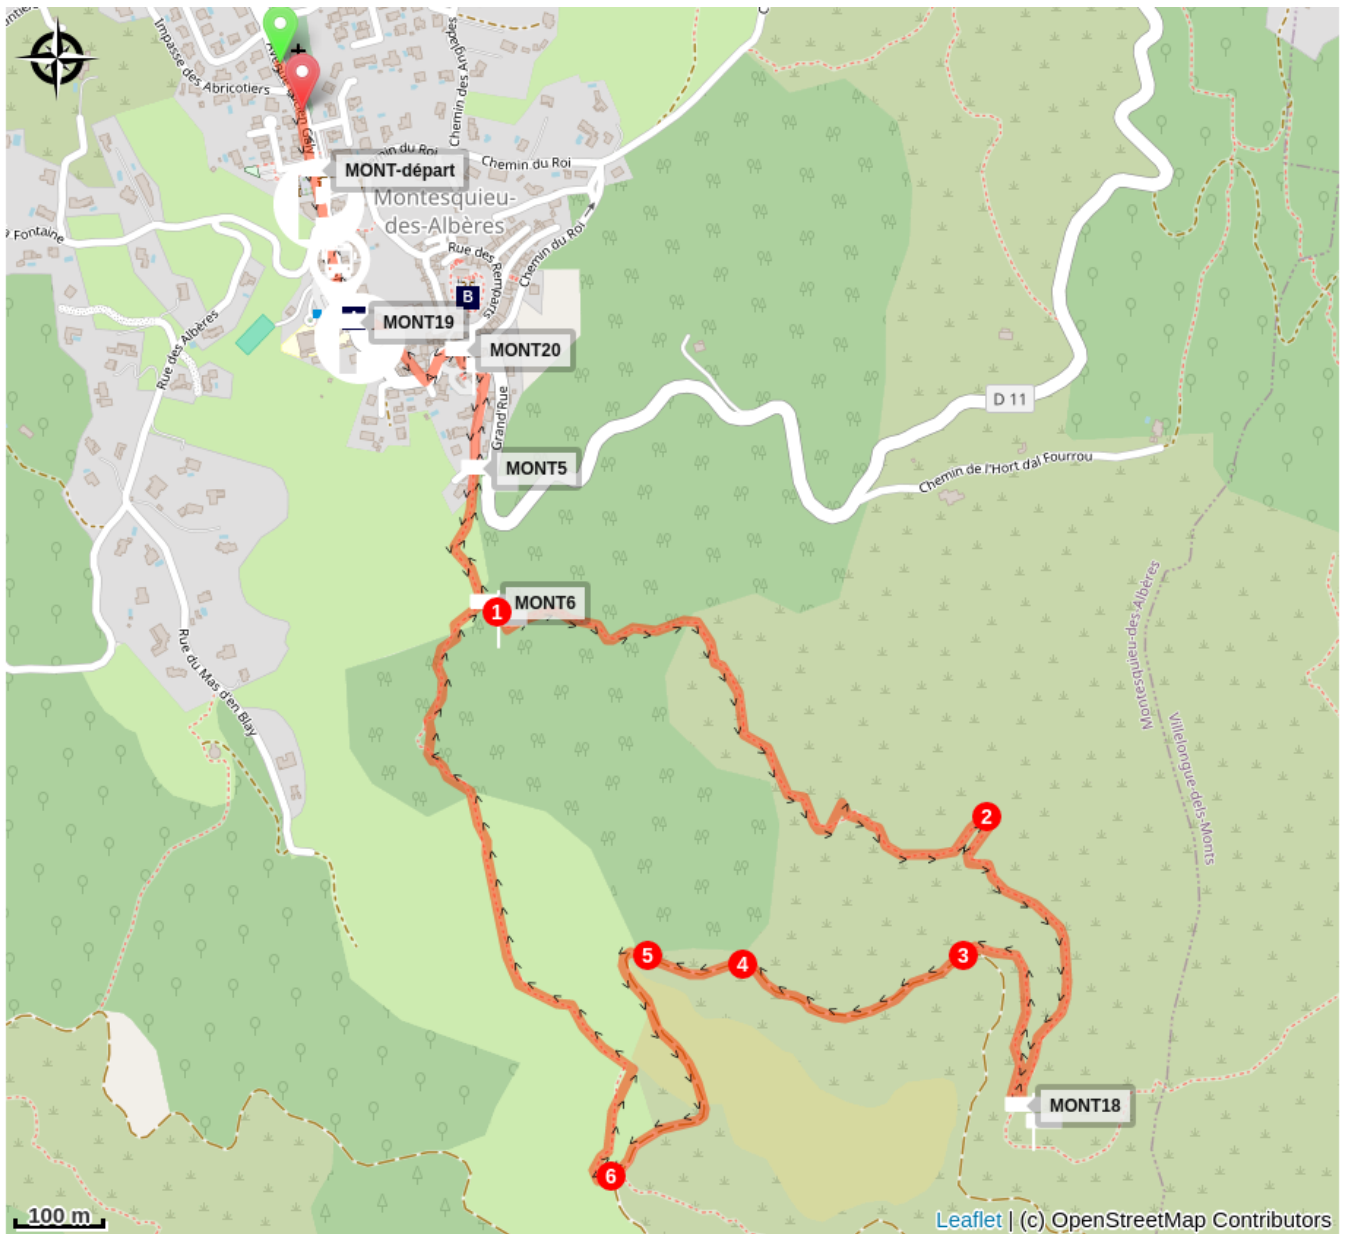 Impasse des Abricotiers
Chemin des Anglades
Chemin du Roi
MONT-départ
Montesquieu-
des-Albères
a Fontaine
Rue des Remparts
Chemin du Roi
B
MONT19
MONT20
Rue des Albères
Grand'Rue
D 11
MONT5
Chemin de l'Hort dal Fourrou
MONT6
1
Rue du Mas d'en Blay
Montesquieu-des-Albères
Villelongue-dels-Monts
2
5
4
3
MONT18
6
100 m
Leaflet | (c) OpenStreetMap Contributors